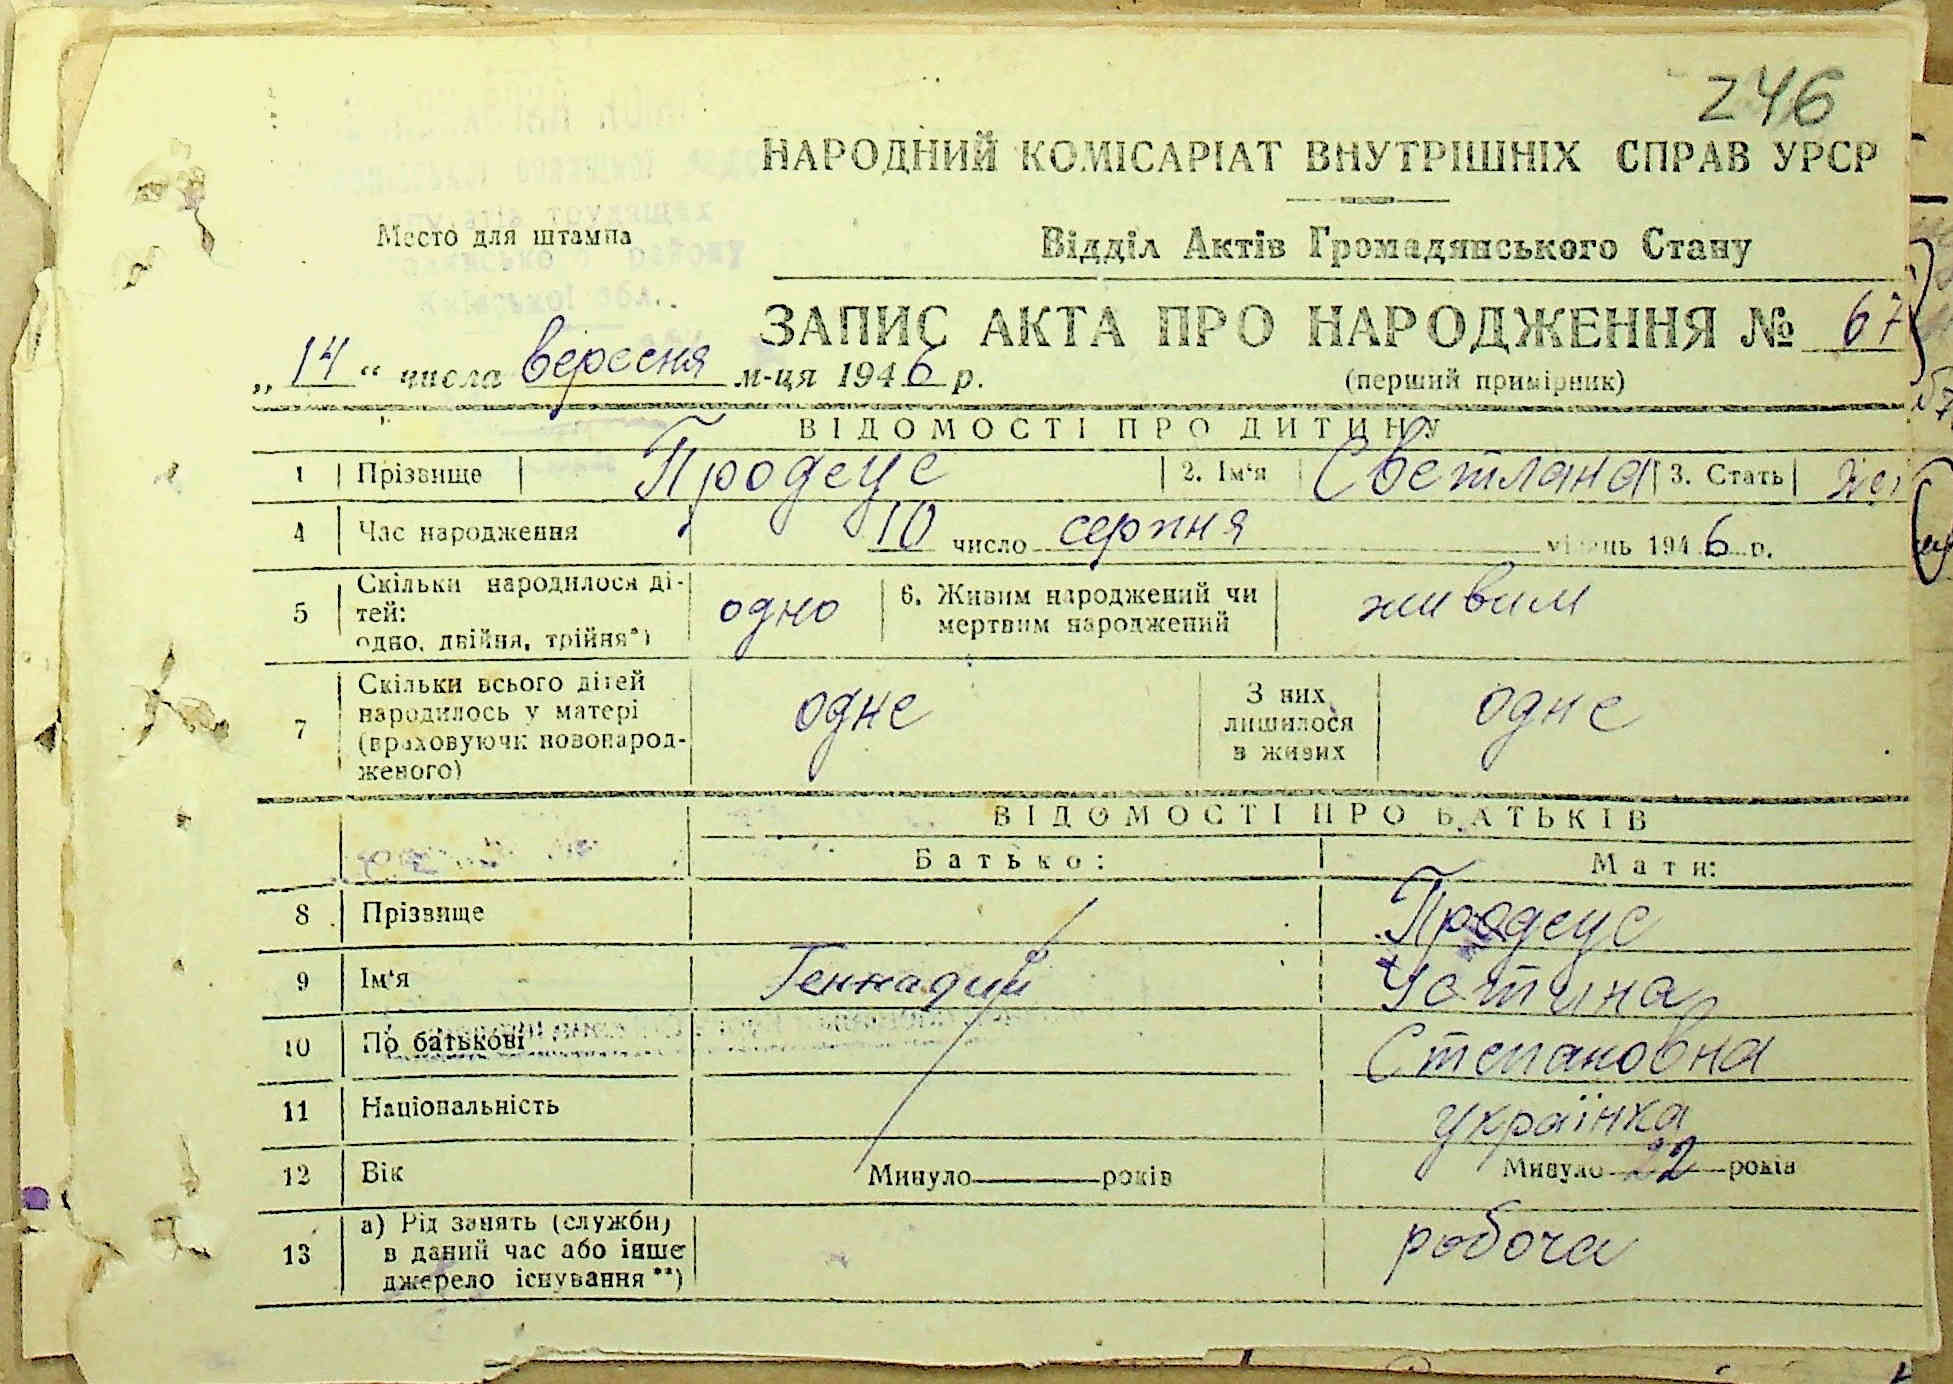 246
НАРОДНИЙ КОМІСАРІАТ ВНУТРІШНІХ СПРАВ УРСР
Место для штампа
Відділ Актів Громадянського Стану
ЗАПИС АКТА ПРО НАРОДЖЕННЯ № 67
„14“ числа вересня м-ця 1946 р.
(перший примірник)
ВІДОМОСТІ ПРО ДИТИНУ
1 Прізвище Продеус 2. Ім'я Светлана 3. Стать жі
4 Час народження 10 число серпня місяць 1946 р.
5 Скільки народилося ді-
тей:
одно, двійня, трійня*) одно 6. Живим народжений чи
мертвим народжений живим
7 Скільки всього дітей
народилось у матері
(враховуючи новонарод-
женого) одне З них
лишилося
в живих одне
ВІДОМОСТІ ПРО БАТЬКІВ
Батько: Мати:
8 Прізвище Продеус
9 Ім'я Геннадий Устина
10 По батькові Степановна
11 Національність українка
12 Вік Минуло років Минуло 22 років
13 а) Рід занять (служби)
в даний час або інше
джерело існування**) робоча